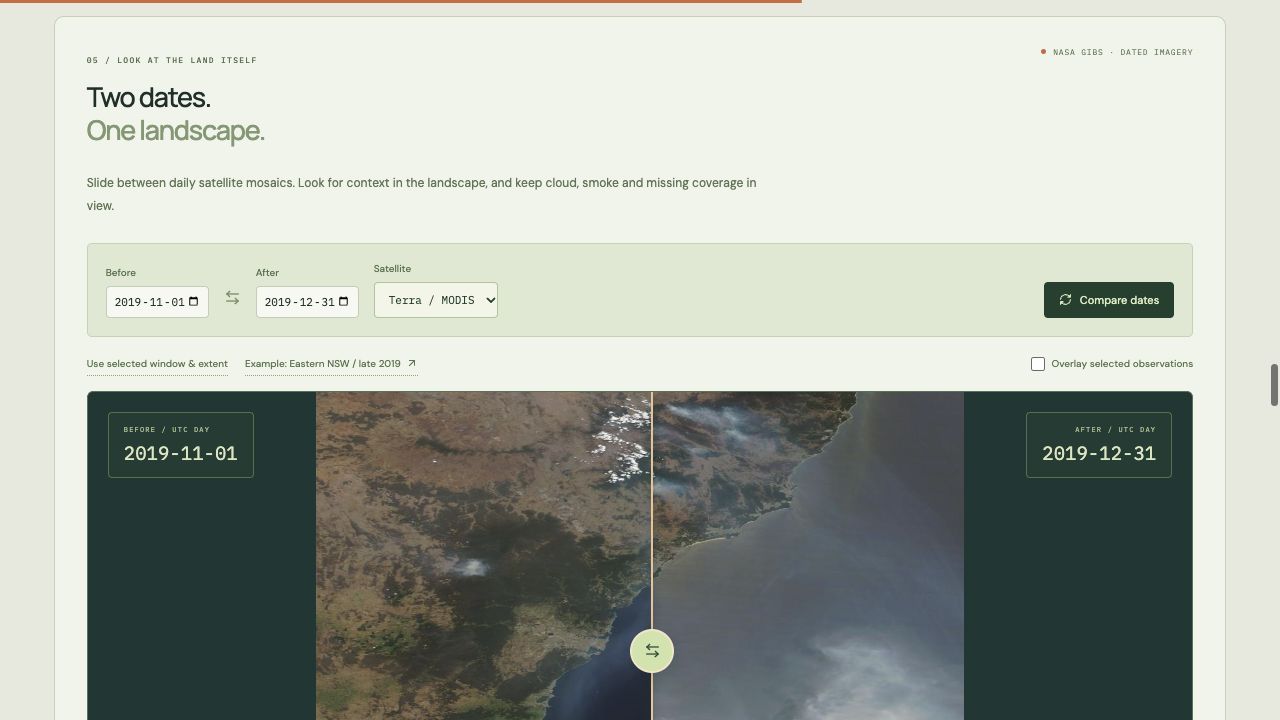 05 / LOOK AT THE LAND ITSELF
NASA GIBS · DATED IMAGERY
Two dates.
One landscape.
Slide between daily satellite mosaics. Look for context in the landscape, and keep cloud, smoke and missing coverage in
view.
Before
After
Satellite
2019-11-01
2019-12-31
Terra / MODIS
Compare dates
Use selected window & extent
Example: Eastern NSW / late 2019
Overlay selected observations
BEFORE / UTC DAY
2019-11-01
AFTER / UTC DAY
2019-12-31